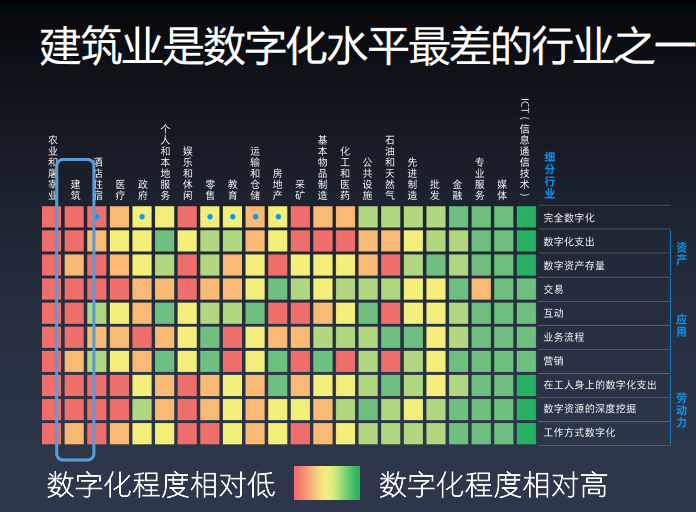 建筑业是数字化水平最差的行业之一
农业和屠宰业
建筑
酒店住宿
医疗
政府
个人和本地服务
娱乐和休闲
零售
教育
运输和仓储
房地产
采矿
基本物品制造
化工和医药
公共设施
石油和天然气
先进制造
批发
金融
专业服务
媒体
ICT（信息通信技术）
细分行业
完全数字化
数字化支出
数字资产存量
交易
互动
业务流程
营销
在工人身上的数字化支出
数字资源的深度挖掘
工作方式数字化
资产
应用
劳动力
数字化程度相对低
数字化程度相对高